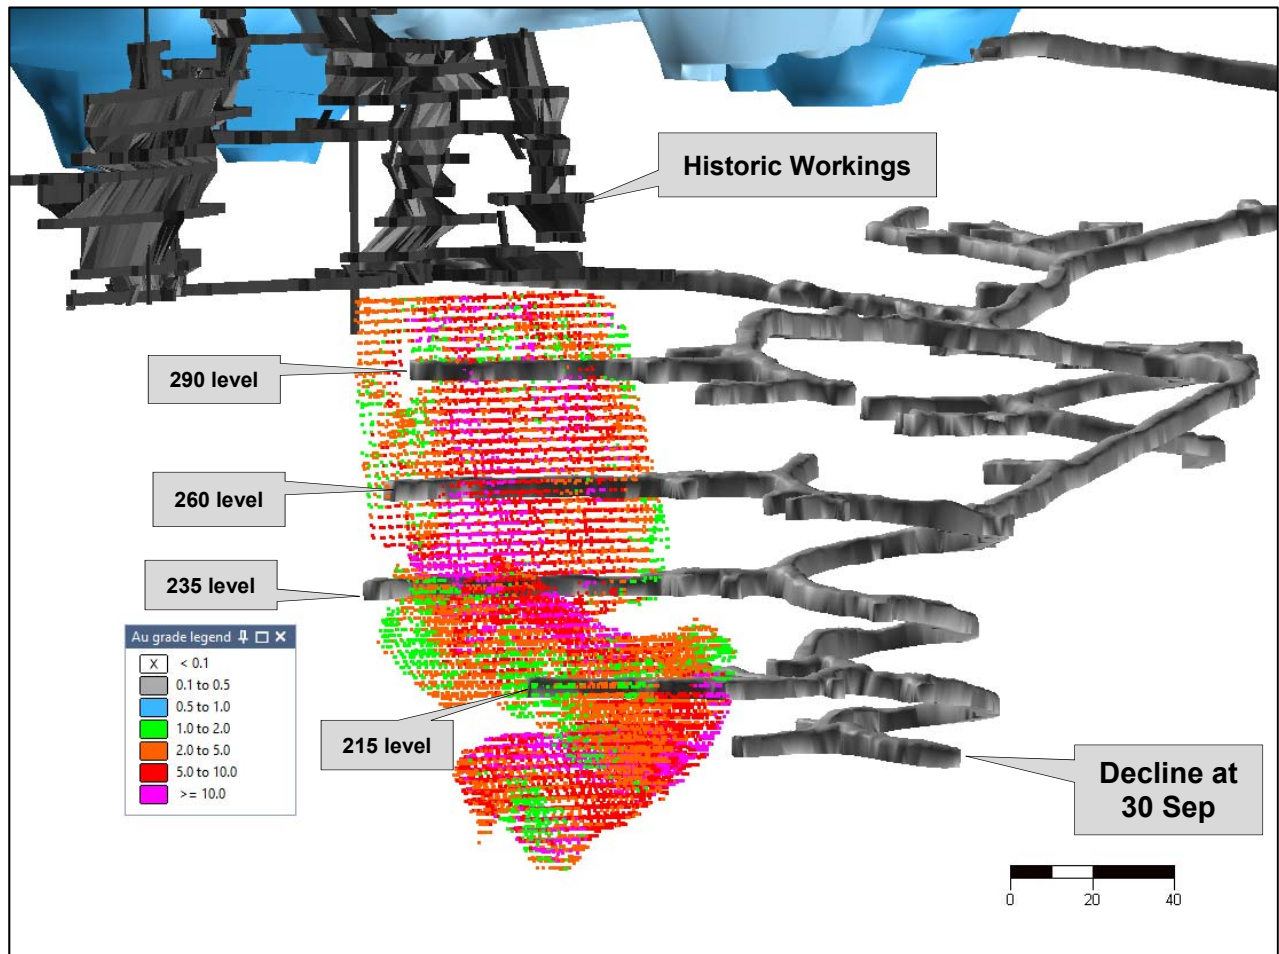 Historic Workings
290 level
260 level
235 level
Au grade legend
X < 0.1
0.1 to 0.5
0.5 to 1.0
1.0 to 2.0
2.0 to 5.0
5.0 to 10.0
>= 10.0
215 level
Decline at
30 Sep
0 20 40